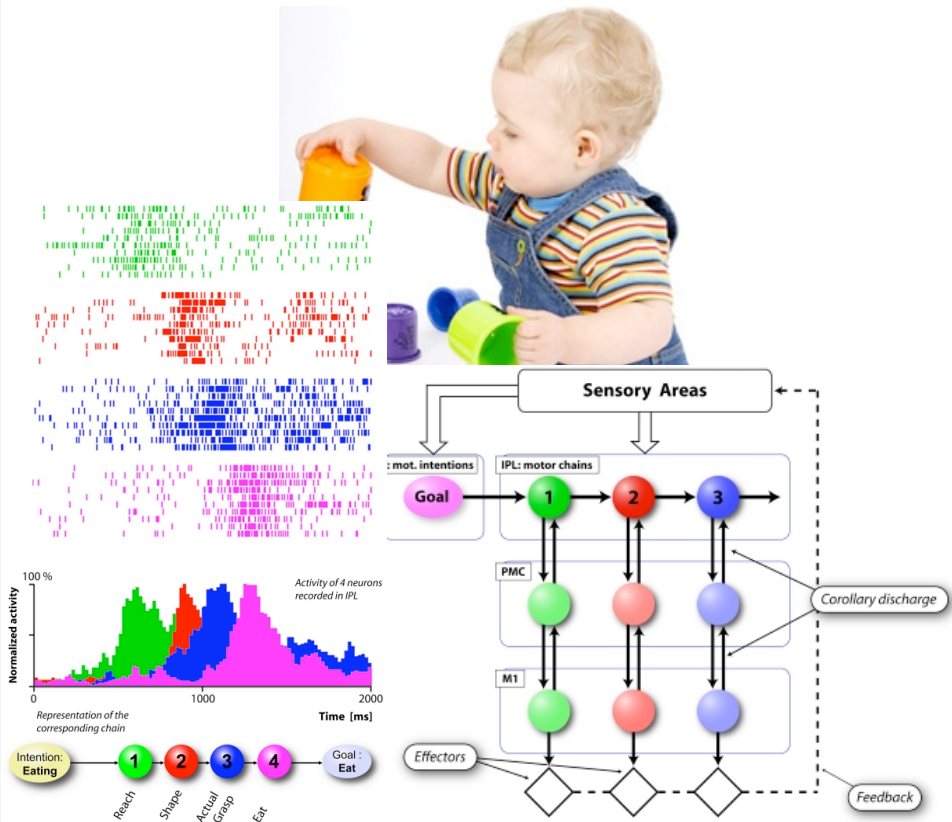 Sensory Areas
: mot. intentions
IPL: motor chains
Goal
1
2
3
PMC
Corollary discharge
M1
Effectors
Feedback
100 %
Activity of 4 neurons
recorded in IPL
Normalized activity
0
1000
2000
Time [ms]
Representation of the
corresponding chain
Intention:
Eating
1
2
3
4
Goal :
Eat
Reach
Shape
Actual
Grasp
Eat